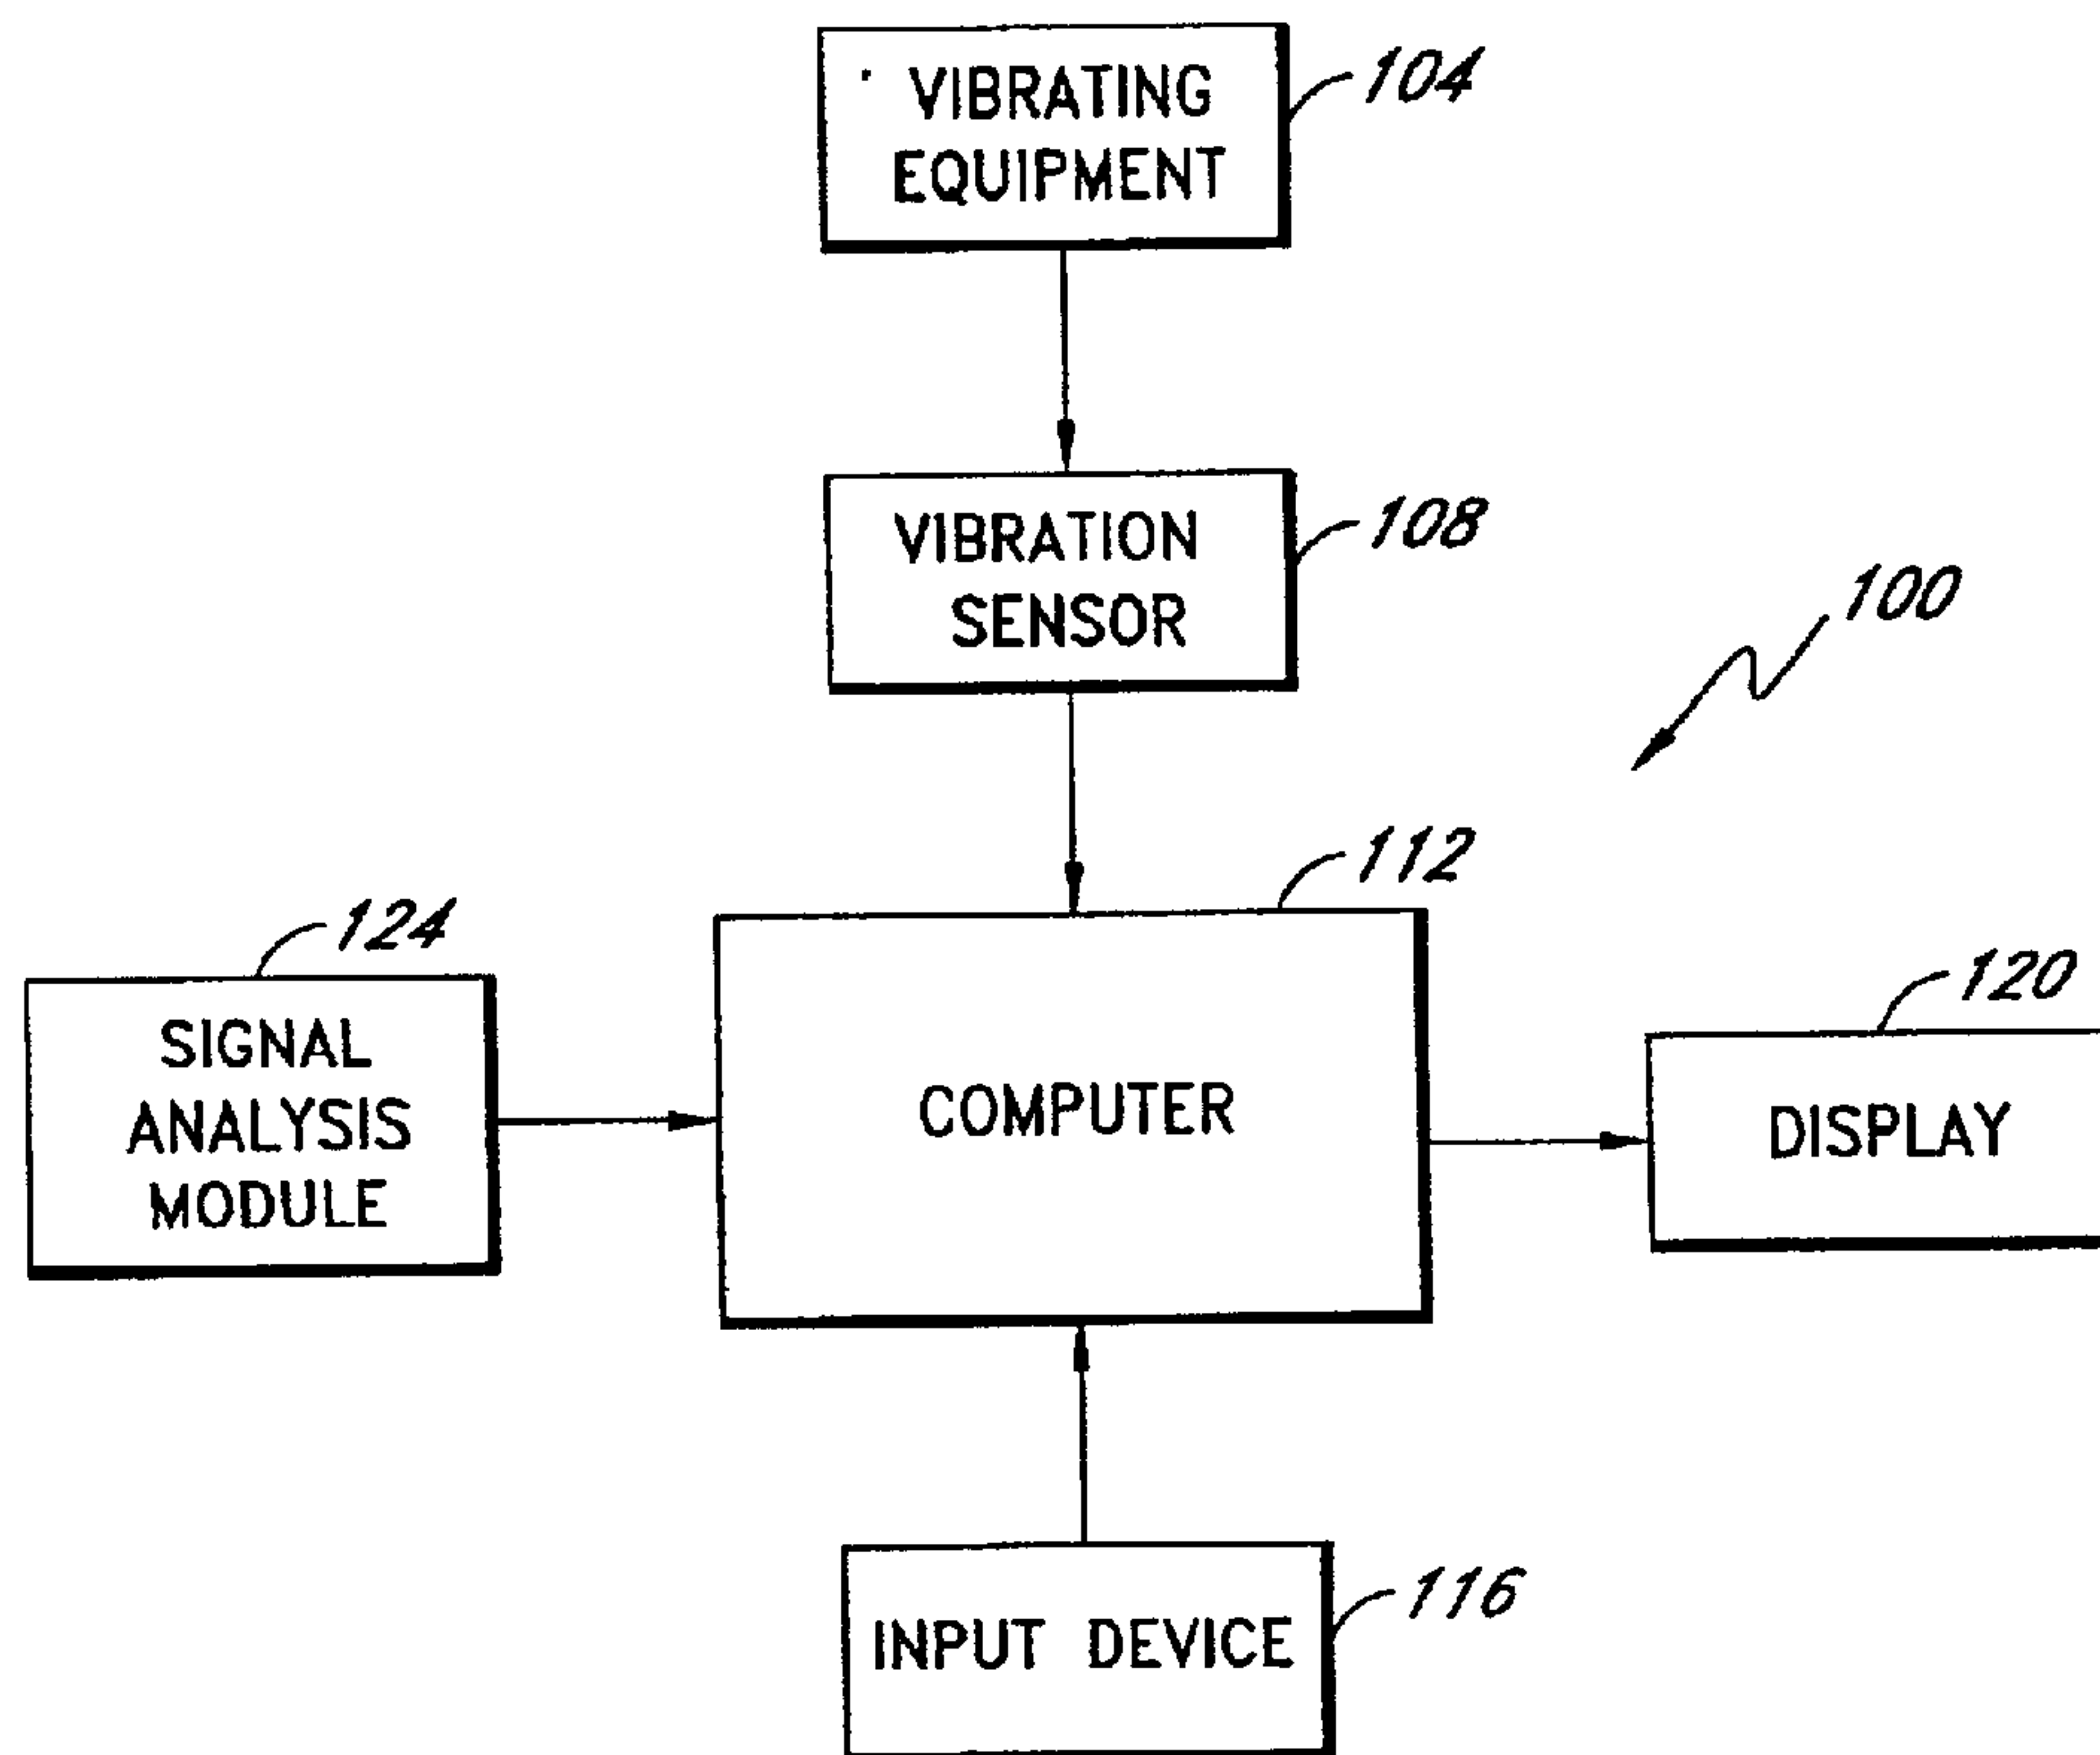 VIBRATING
EQUIPMENT
104
VIBRATION
SENSOR
108
100
112
124
120
SIGNAL
ANALYSIS
MODULE
COMPUTER
DISPLAY
INPUT DEVICE
116